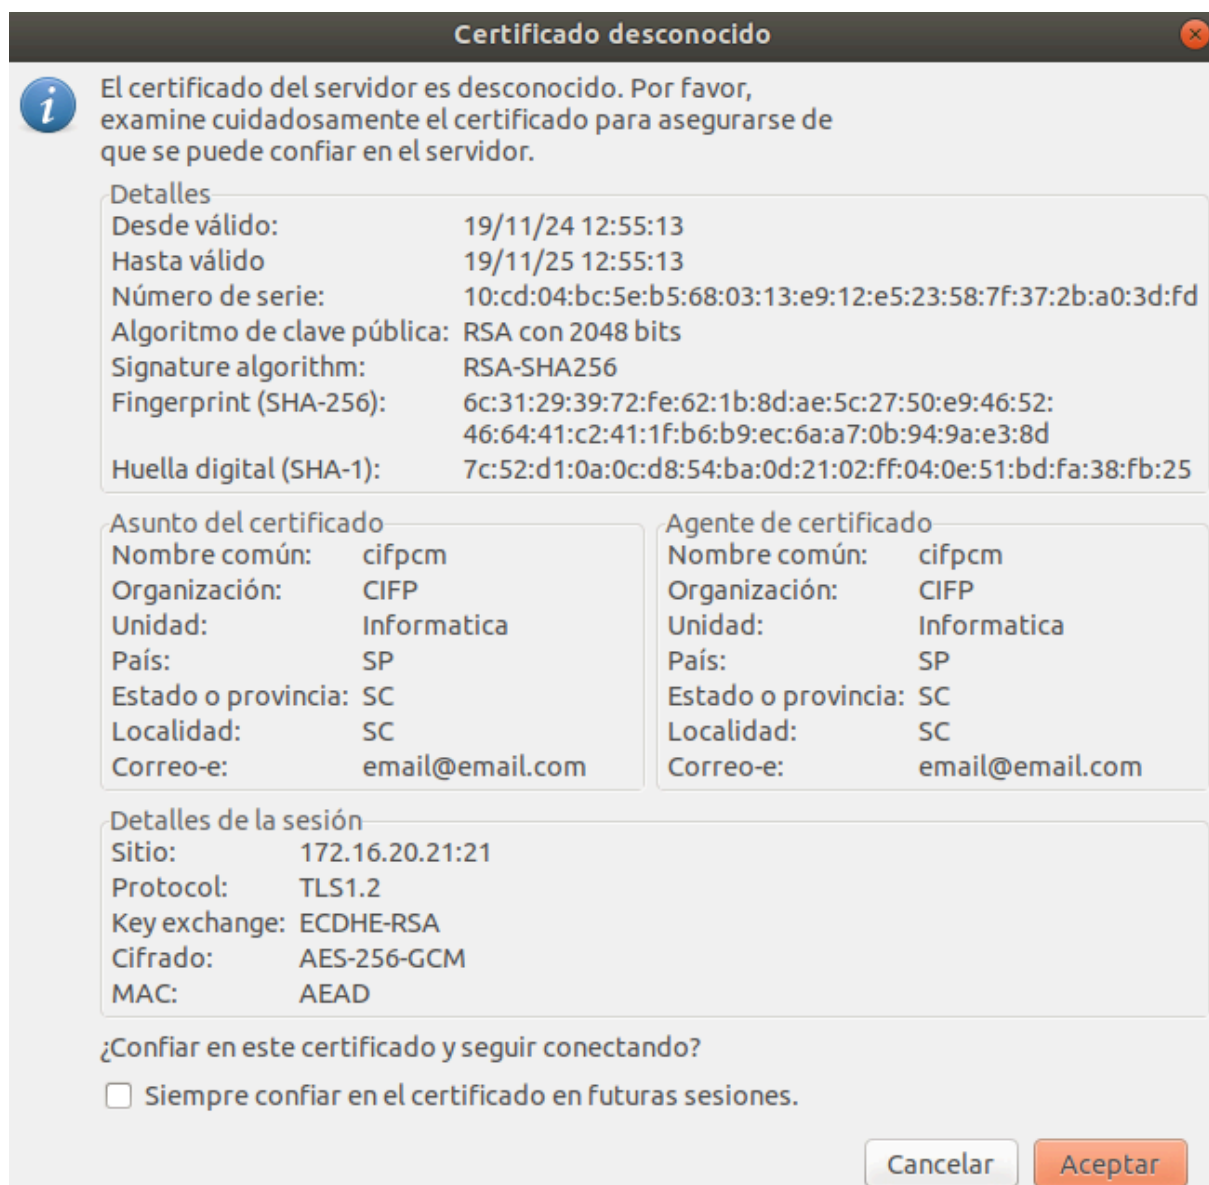 Certificado desconocido
El certificado del servidor es desconocido. Por favor,
examine cuidadosamente el certificado para asegurarse de
que se puede confiar en el servidor.
Detalles
Desde válido: 19/11/24 12:55:13
Hasta válido 19/11/25 12:55:13
Número de serie: 10:cd:04:bc:5e:b5:68:03:13:e9:12:e5:23:58:7f:37:2b:a0:3d:fd
Algoritmo de clave pública: RSA con 2048 bits
Signature algorithm: RSA-SHA256
Fingerprint (SHA-256): 6c:31:29:39:72:fe:62:1b:8d:ae:5c:27:50:e9:46:52:
46:64:41:c2:41:1f:b6:b9:ec:6a:a7:0b:94:9a:e3:8d
Huella digital (SHA-1): 7c:52:d1:0a:0c:d8:54:ba:0d:21:02:ff:04:0e:51:bd:fa:38:fb:25
Asunto del certificado
Nombre común: cifpcm
Organización: CIFP
Unidad: Informatica
País: SP
Estado o provincia: SC
Localidad: SC
Correo-e: email@email.com
Agente de certificado
Nombre común: cifpcm
Organización: CIFP
Unidad: Informatica
País: SP
Estado o provincia: SC
Localidad: SC
Correo-e: email@email.com
Detalles de la sesión
Sitio: 172.16.20.21:21
Protocol: TLS1.2
Key exchange: ECDHE-RSA
Cifrado: AES-256-GCM
MAC: AEAD
¿Confiar en este certificado y seguir conectando?
Siempre confiar en el certificado en futuras sesiones.
Cancelar Aceptar